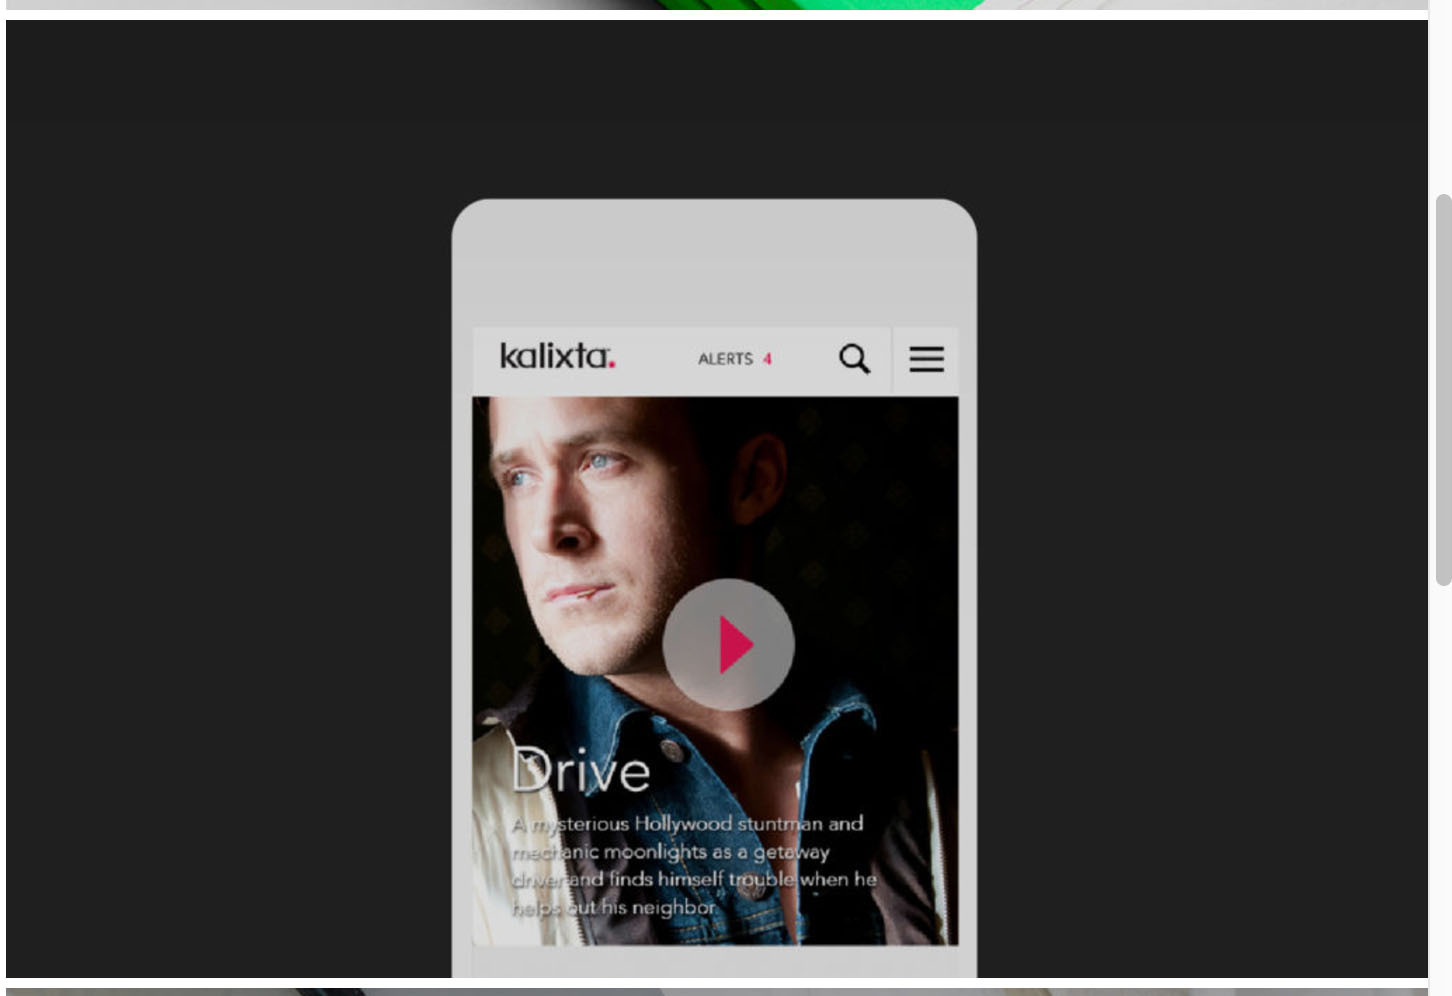 kalixta.
ALERTS 4
Drive
A mysterious Hollywood stuntman and
mechanic moonlights as a getaway
driver and finds himself trouble when he
helps out his neighbor.